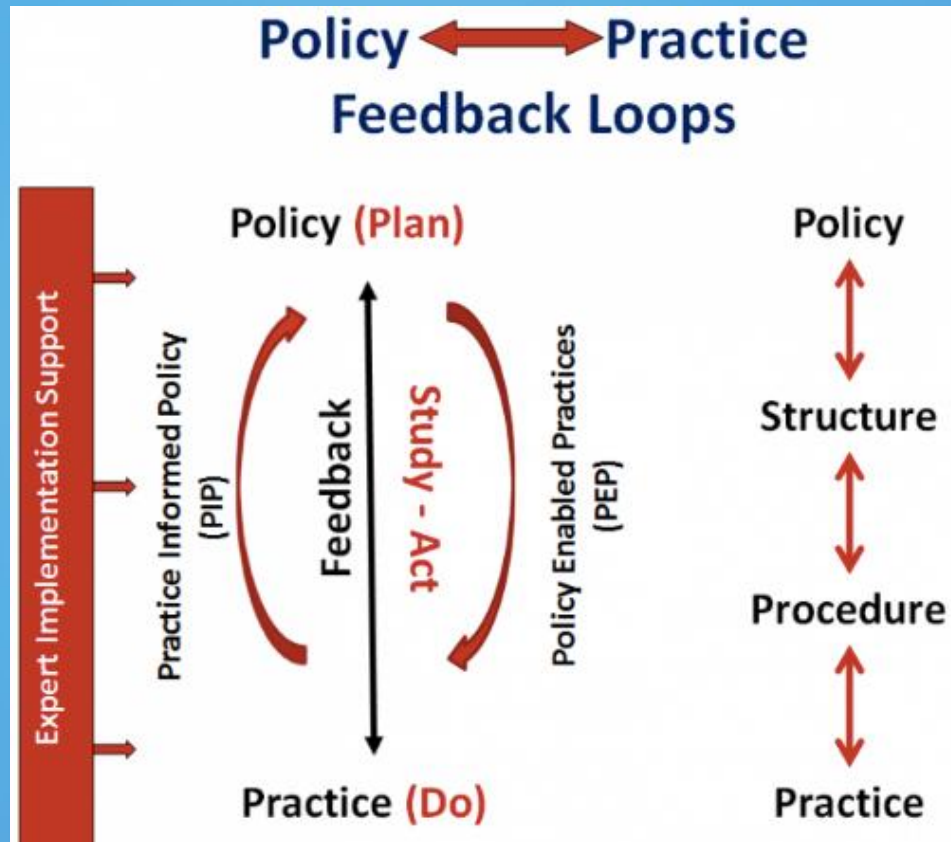 Policy Practice
Feedback Loops
Expert Implementation Support
Policy (Plan)
Practice Informed Policy
(PIP)
Feedback
Study - Act
Policy Enabled Practices
(PEP)
Practice (Do)
Policy
Structure
Procedure
Practice